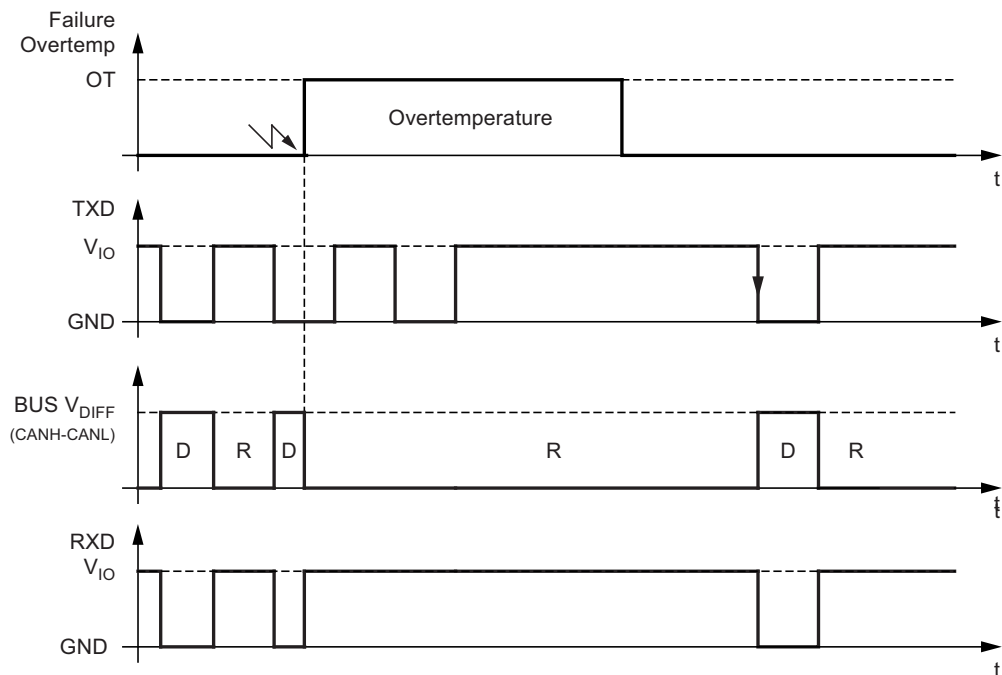 Failure
Overtemp
OT
Overtemperature
t
TXD
VIO
GND
t
BUS VDIFF
(CANH-CANL)
D R D R D R
t
t
RXD
VIO
GND
t